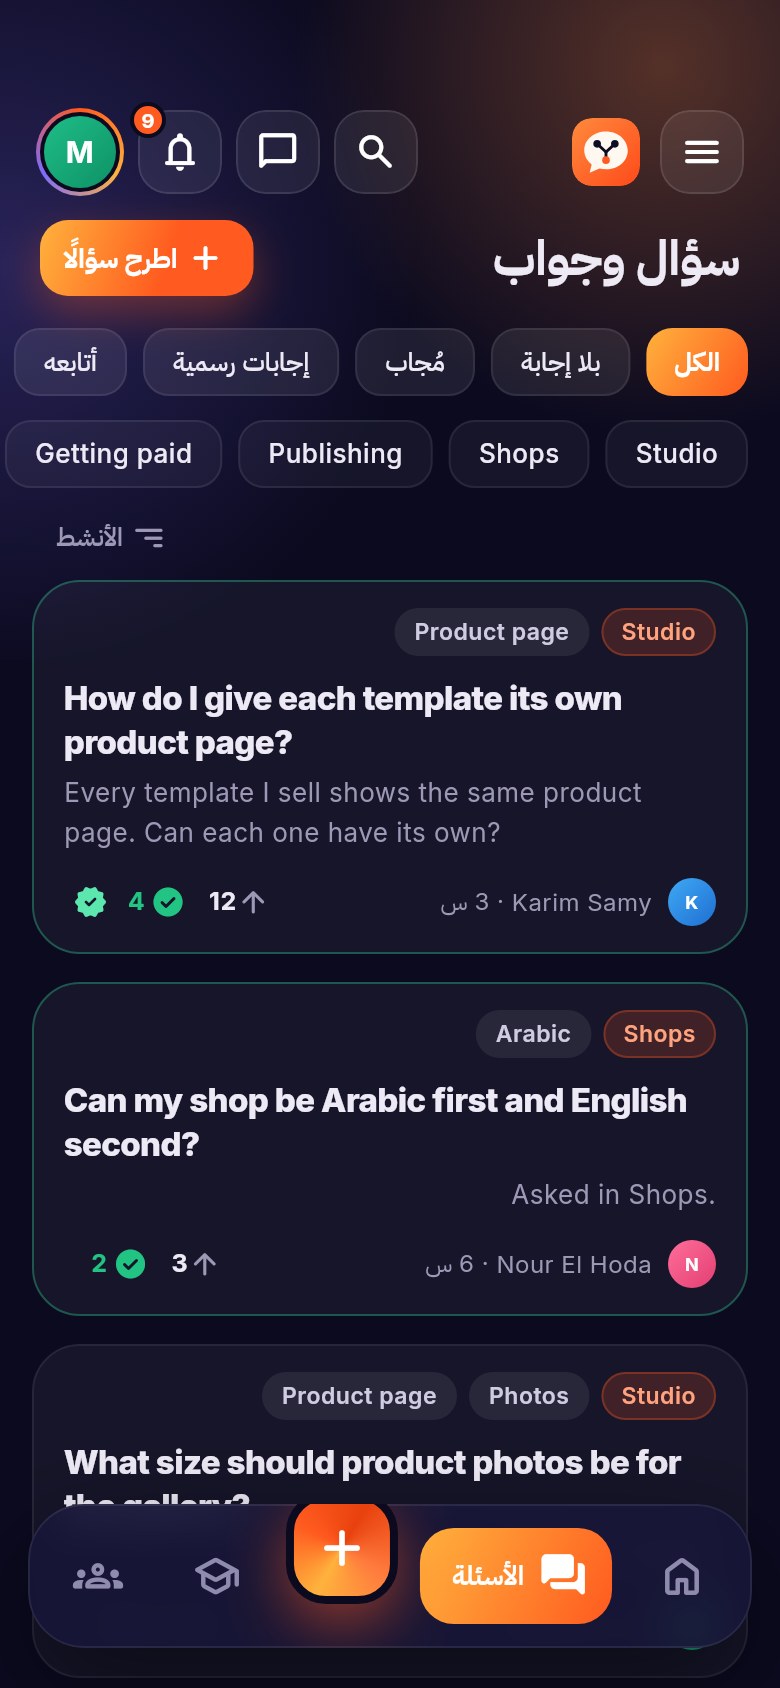 M
9
سؤال وجواب
اطرح سؤالًا
الكل
بلا إجابة
مُجاب
إجابات رسمية
أتابعه
Studio
Shops
Publishing
Getting paid
الأنشط
Studio
Product page
How do I give each template its own
product page?
Every template I sell shows the same product
page. Can each one have its own?
K
Karim Samy · 3 س
12
4
Shops
Arabic
Can my shop be Arabic first and English
second?
Asked in Shops.
N
Nour El Hoda · 6 س
3
2
Studio
Photos
Product page
What size should product photos be for
the gallery?
الأسئلة